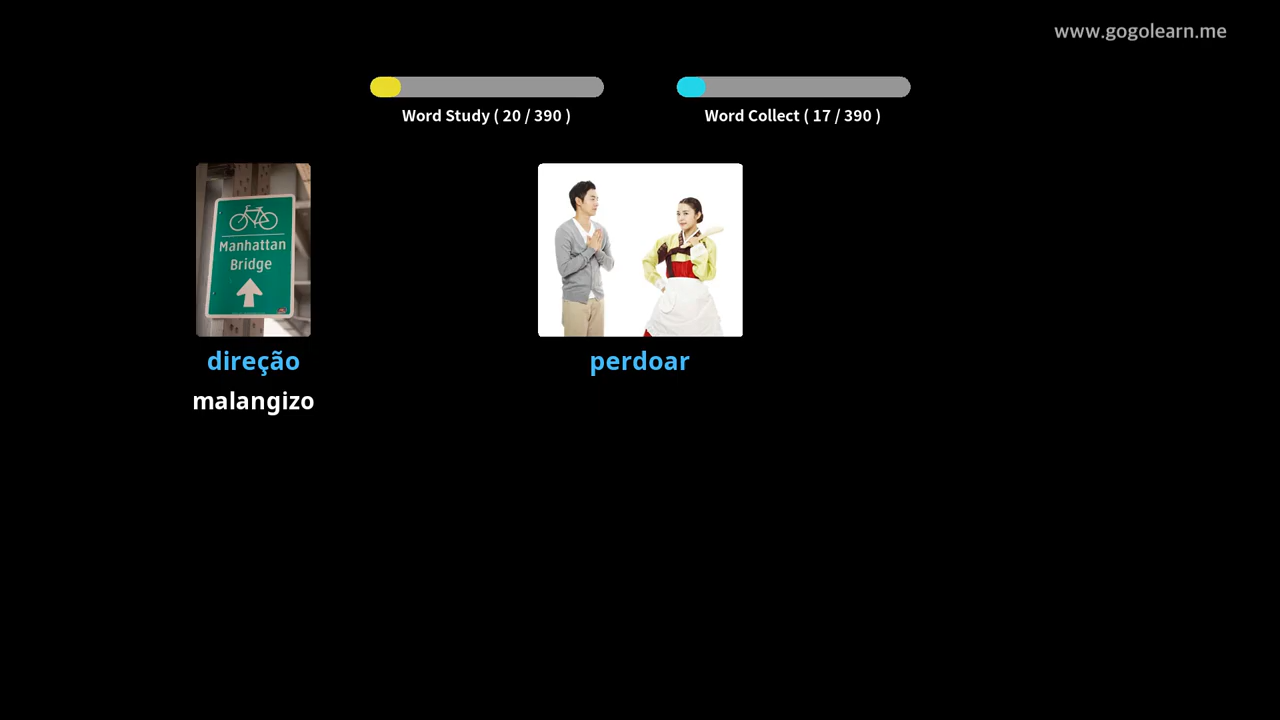 www.gogolearn.me
Word Study ( 20 / 390 )
Word Collect ( 17 / 390 )
Manhattan
Bridge
direção
perdoar
malangizo